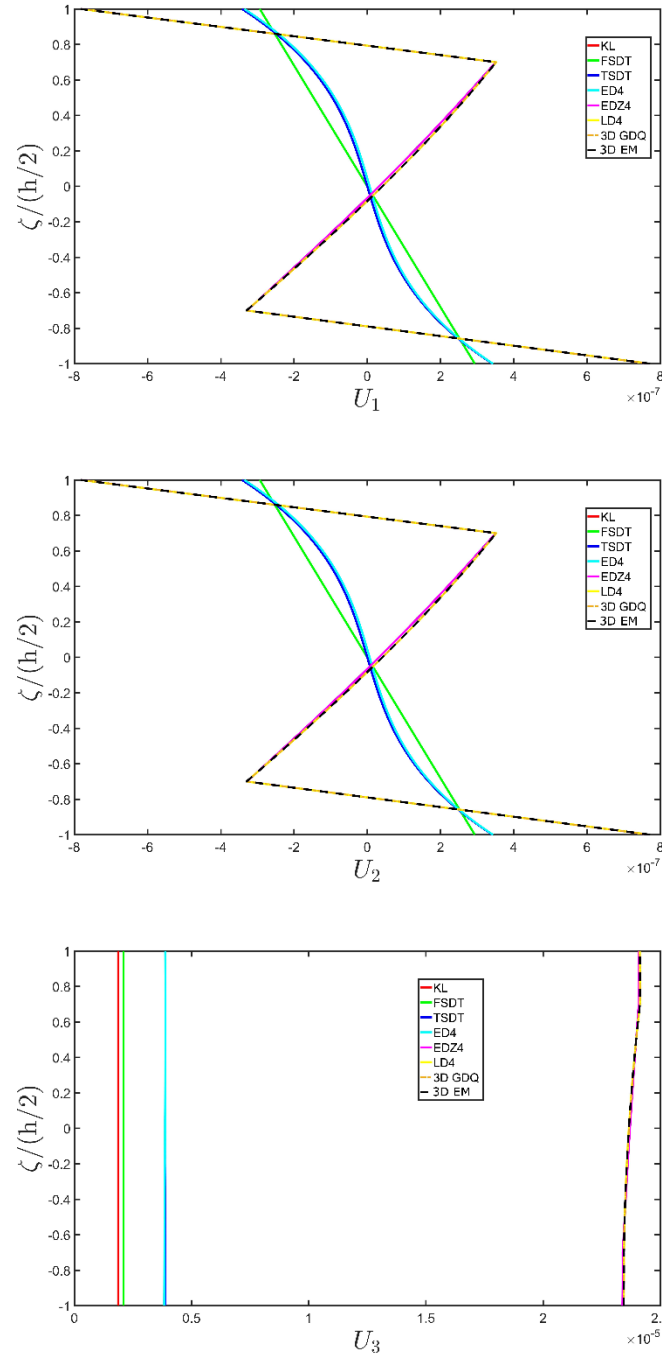 1
0.8
0.6
0.4
0.2
0
-0.2
-0.4
-0.6
-0.8
-1
ζ/(h/2)
KL
FSDT
TSDT
ED4
EDZ4
LD4
3D GDQ
3D EM
-8 -6 -4 -2 0 2 4 6 8
U₁ ×10⁻⁷
1
0.8
0.6
0.4
0.2
0
-0.2
-0.4
-0.6
-0.8
-1
ζ/(h/2)
KL
FSDT
TSDT
ED4
EDZ4
LD4
3D GDQ
3D EM
-8 -6 -4 -2 0 2 4 6 8
U₂ ×10⁻⁷
1
0.8
0.6
0.4
0.2
0
-0.2
-0.4
-0.6
-0.8
-1
ζ/(h/2)
KL
FSDT
TSDT
ED4
EDZ4
LD4
3D GDQ
3D EM
0 0.5 1 1.5 2 2.
U₃ ×10⁻⁵